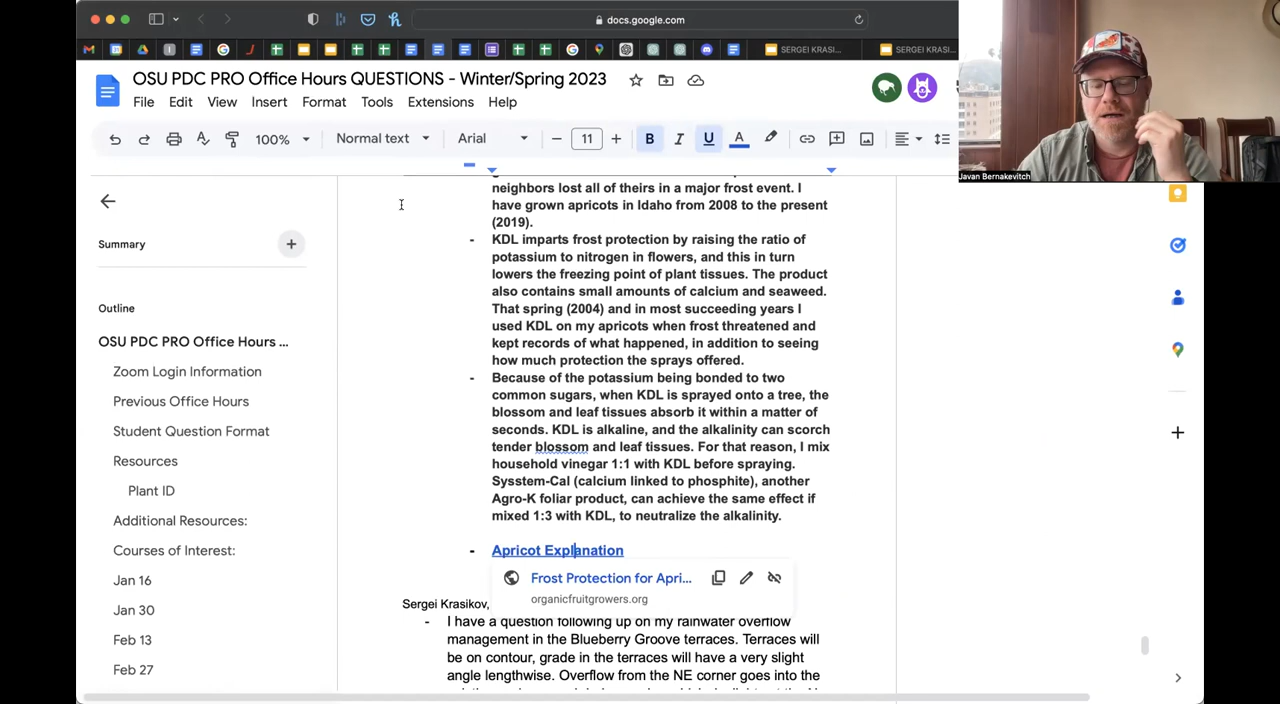 docs.google.com
SERGEI KRASI...
SERGEI KRASI...
OSU PDC PRO Office Hours QUESTIONS - Winter/Spring 2023
File Edit View Insert Format Tools Extensions Help
100% Normal text Arial 11 B I U A
Javan Bernakevitch
Summary
Outline
OSU PDC PRO Office Hours ...
Zoom Login Information
Previous Office Hours
Student Question Format
Resources
Plant ID
Additional Resources:
Courses of Interest:
Jan 16
Jan 30
Feb 13
Feb 27
neighbors lost all of theirs in a major frost event. I
have grown apricots in Idaho from 2008 to the present
(2019).
- KDL imparts frost protection by raising the ratio of
potassium to nitrogen in flowers, and this in turn
lowers the freezing point of plant tissues. The product
also contains small amounts of calcium and seaweed.
That spring (2004) and in most succeeding years I
used KDL on my apricots when frost threatened and
kept records of what happened, in addition to seeing
how much protection the sprays offered.
- Because of the potassium being bonded to two
common sugars, when KDL is sprayed onto a tree, the
blossom and leaf tissues absorb it within a matter of
seconds. KDL is alkaline, and the alkalinity can scorch
tender blossom and leaf tissues. For that reason, I mix
household vinegar 1:1 with KDL before spraying.
Sysstem-Cal (calcium linked to phosphite), another
Agro-K foliar product, can achieve the same effect if
mixed 1:3 with KDL, to neutralize the alkalinity.
- Apricot Explanation
Frost Protection for Apri...
organicfruitgrowers.org
Sergei Krasikov,
- I have a question following up on my rainwater overflow
management in the Blueberry Groove terraces. Terraces will
be on contour, grade in the terraces will have a very slight
angle lengthwise. Overflow from the NE corner goes into the